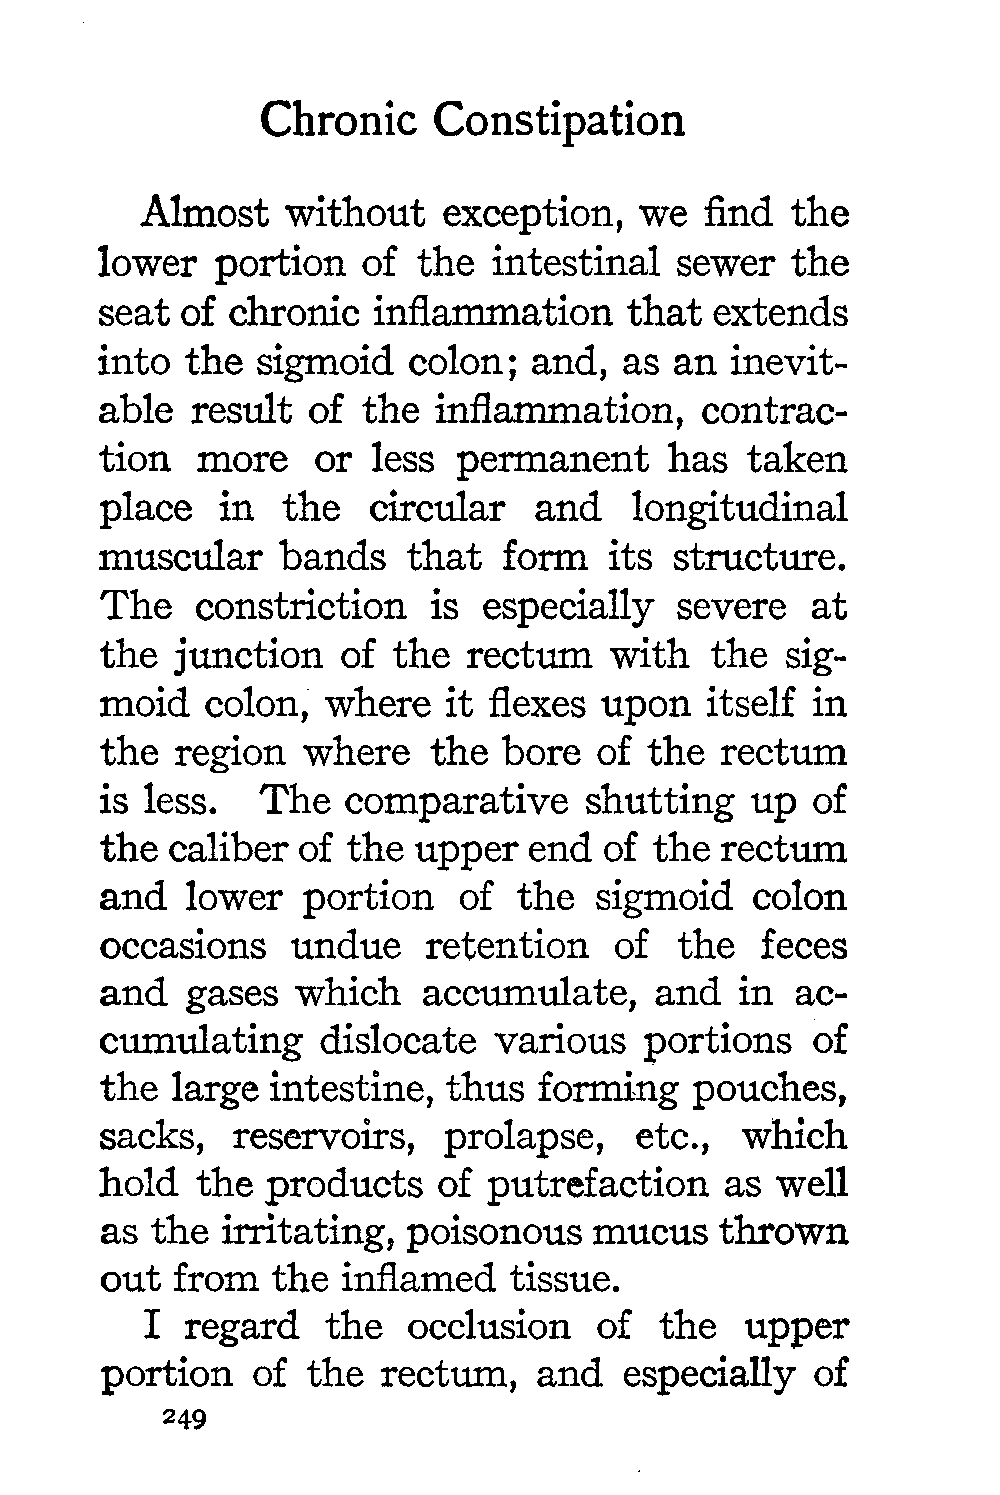 Chronic Constipation
Almost without exception, we find the
lower portion of the intestinal sewer the
seat of chronic inflammation that extends
into the sigmoid colon; and, as an inevit-
able result of the inflammation, contrac-
tion more or less permanent has taken
place in the circular and longitudinal
muscular bands that form its structure.
The constriction is especially severe at
the junction of the rectum with the sig-
moid colon, where it flexes upon itself in
the region where the bore of the rectum
is less. The comparative shutting up of
the caliber of the upper end of the rectum
and lower portion of the sigmoid colon
occasions undue retention of the feces
and gases which accumulate, and in ac-
cumulating dislocate various portions of
the large intestine, thus forming pouches,
sacks, reservoirs, prolapse, etc., which
hold the products of putrefaction as well
as the irritating, poisonous mucus thrown
out from the inflamed tissue.
I regard the occlusion of the upper
portion of the rectum, and especially of
249